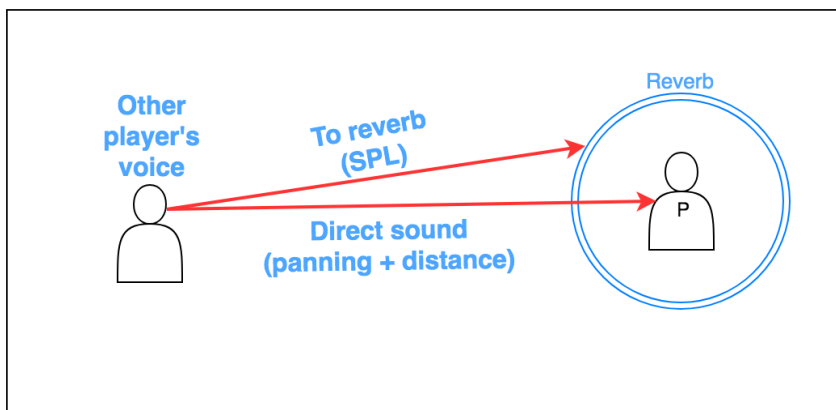 Other
player's
voice
To reverb
(SPL)
Direct sound
(panning + distance)
Reverb
P